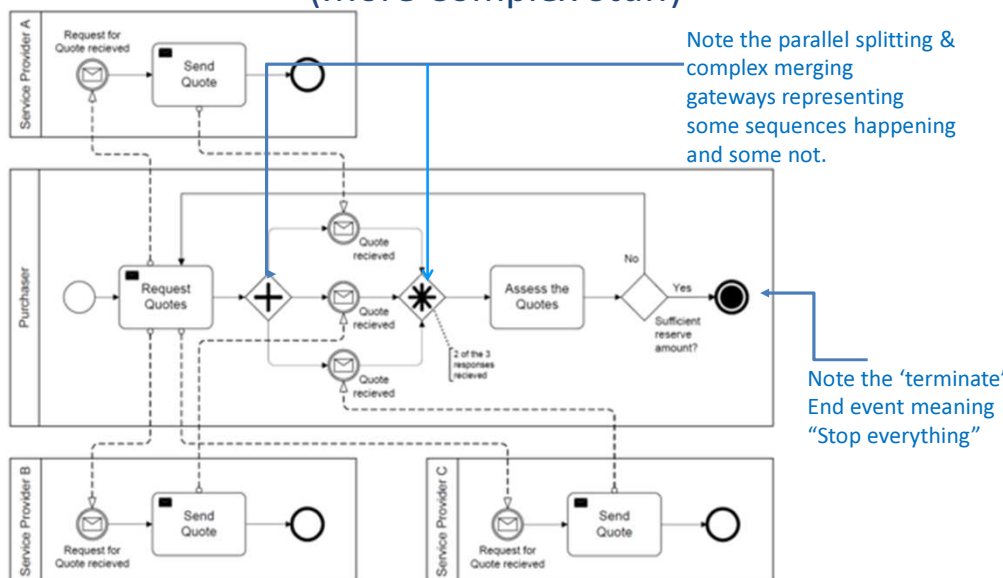 (More Complex Stuff)
Service Provider A
Request for
Quote recieved
Send
Quote
Note the parallel splitting &
complex merging
gateways representing
some sequences happening
and some not.
Purchaser
Request
Quotes
Quote
recieved
Quote
recieved
Quote
recieved
2 of the 3
responses
recieved
Assess the
Quotes
No
Yes
Sufficient
reserve
amount?
Note the ‘terminate’
End event meaning
“Stop everything”
Service Provider B
Request for
Quote recieved
Send
Quote
Service Provider C
Request for
Quote recieved
Send
Quote